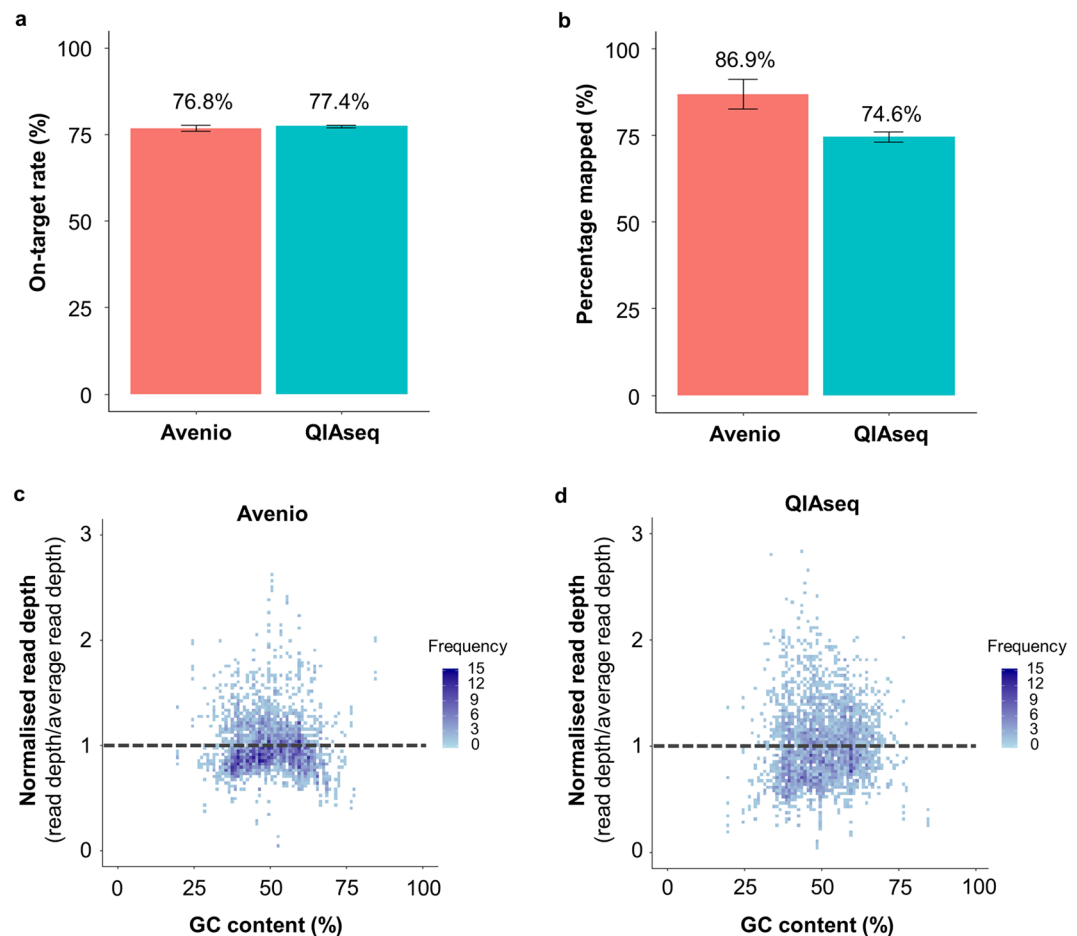 a
On-target rate (%)
100
75
50
25
0
76.8%
77.4%
Avenio
QIAseq
b
Percentage mapped (%)
100
75
50
25
0
86.9%
74.6%
Avenio
QIAseq
c
Avenio
Normalised read depth
(read depth/average read depth)
3
2
1
0
0
25
50
75
100
GC content (%)
Frequency
15
12
9
6
3
0
d
QIAseq
Normalised read depth
(read depth/average read depth)
3
2
1
0
0
25
50
75
100
GC content (%)
Frequency
15
12
9
6
3
0